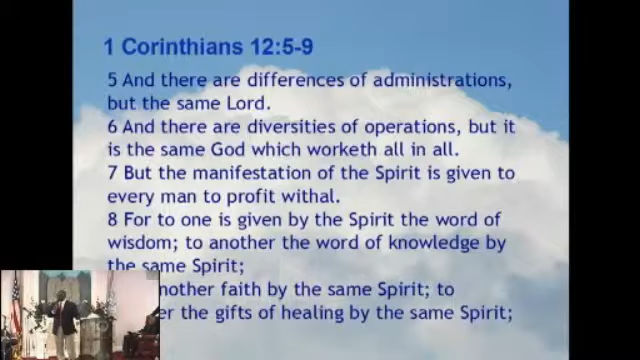 1 Corinthians 12:5-9
5 And there are differences of administrations,
but the same Lord.
6 And there are diversities of operations, but it
is the same God which worketh all in all.
7 But the manifestation of the Spirit is given to
every man to profit withal.
8 For to one is given by the Spirit the word of
wisdom; to another the word of knowledge by
the same Spirit;
nother faith by the same Spirit; to
er the gifts of healing by the same Spirit;